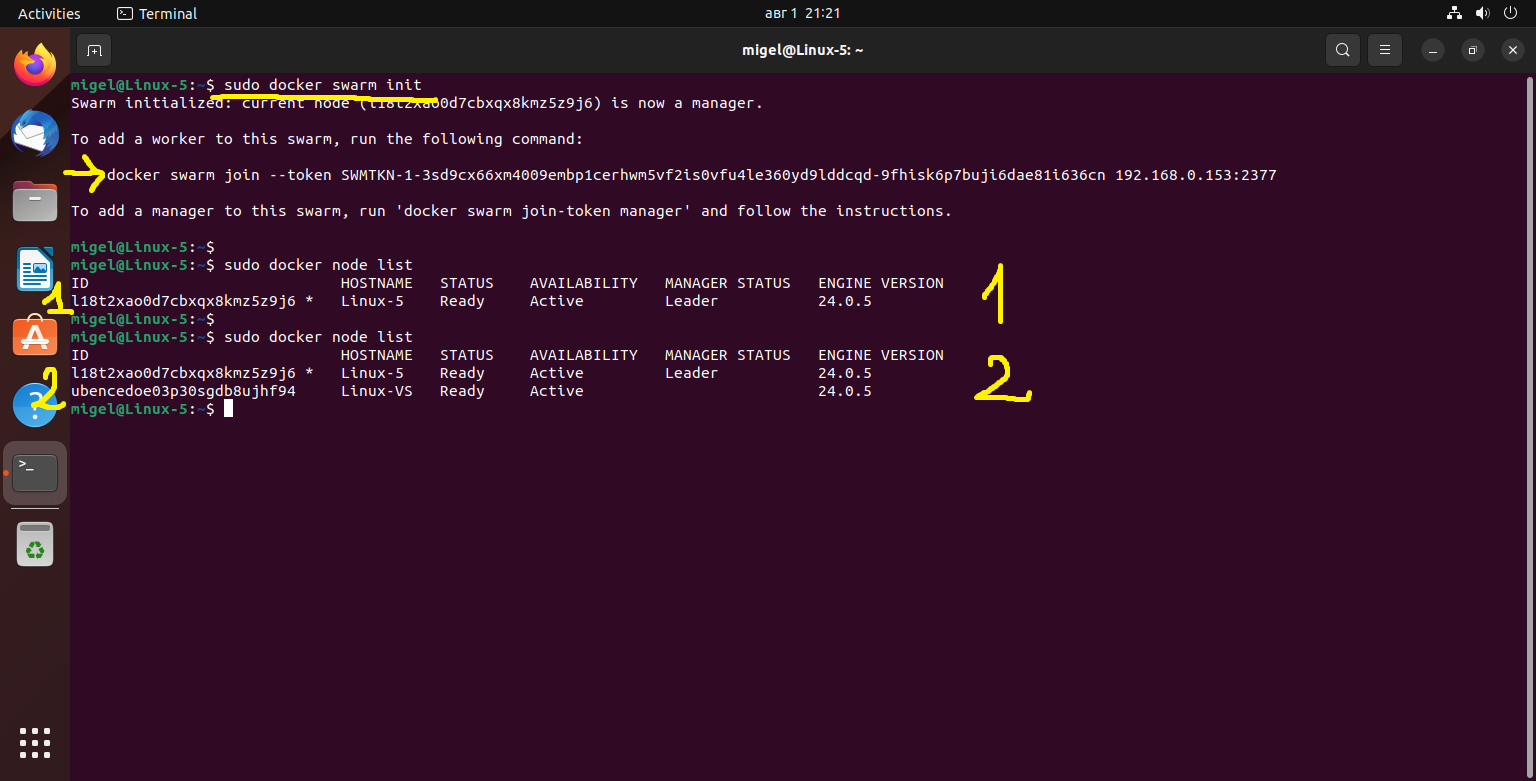 Activities Terminal авг 1 21:21
migel@Linux-5: ~
migel@Linux-5:~$ sudo docker swarm init
Swarm initialized: current node (l18t2xao0d7cbxqx8kmz5z9j6) is now a manager.
To add a worker to this swarm, run the following command:
docker swarm join --token SWMTKN-1-3sd9cx66xm4009embp1cerhwm5vf2is0vfu4le360yd9lddcqd-9fhisk6p7buji6dae81i636cn 192.168.0.153:2377
To add a manager to this swarm, run 'docker swarm join-token manager' and follow the instructions.
migel@Linux-5:~$
migel@Linux-5:~$ sudo docker node list
ID HOSTNAME STATUS AVAILABILITY MANAGER STATUS ENGINE VERSION
1 l18t2xao0d7cbxqx8kmz5z9j6 * Linux-5 Ready Active Leader 24.0.5 1
migel@Linux-5:~$
migel@Linux-5:~$ sudo docker node list
ID HOSTNAME STATUS AVAILABILITY MANAGER STATUS ENGINE VERSION
l18t2xao0d7cbxqx8kmz5z9j6 * Linux-5 Ready Active Leader 24.0.5
2 ubencedoe03p30sgdb8ujhf94 Linux-VS Ready Active 24.0.5 2
migel@Linux-5:~$